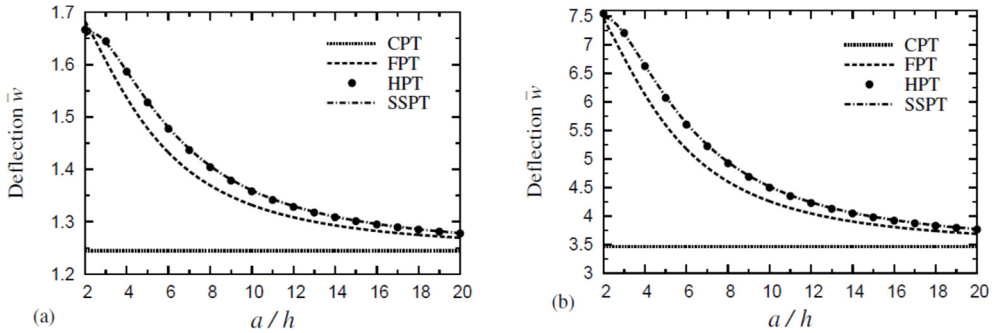 1.7
1.6
1.5
1.4
1.3
1.2
Deflection w̄
CPT
FPT
HPT
SSPT
2 4 6 8 10 12 14 16 18 20
(a)
a / h
7.5
7
6.5
6
5.5
5
4.5
4
3.5
3
Deflection w̄
CPT
FPT
HPT
SSPT
2 4 6 8 10 12 14 16 18 20
(b)
a / h